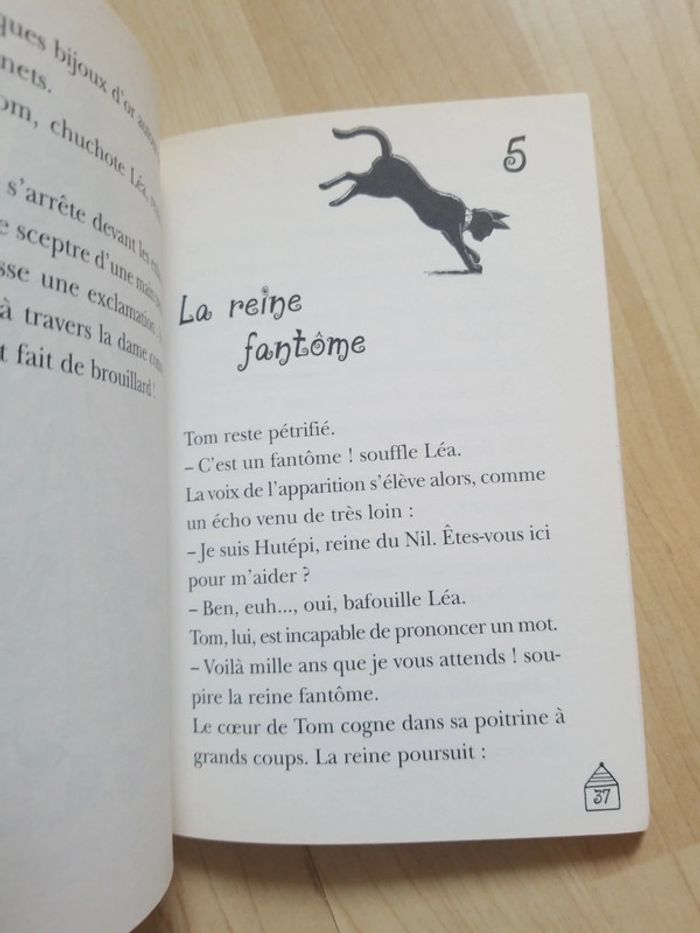 ques bijoux d'or autour
nets.
om, chuchote Léa,
s'arrête devant les
e sceptre d'une main
sse une exclamation :
à travers la dame comme
t fait de brouillard !
5
La reine
fantôme
Tom reste pétrifié.
– C'est un fantôme ! souffle Léa.
La voix de l'apparition s'élève alors, comme
un écho venu de très loin :
– Je suis Hutépi, reine du Nil. Êtes-vous ici
pour m'aider ?
– Ben, euh..., oui, bafouille Léa.
Tom, lui, est incapable de prononcer un mot.
– Voilà mille ans que je vous attends ! sou-
pire la reine fantôme.
Le cœur de Tom cogne dans sa poitrine à
grands coups. La reine poursuit :
37